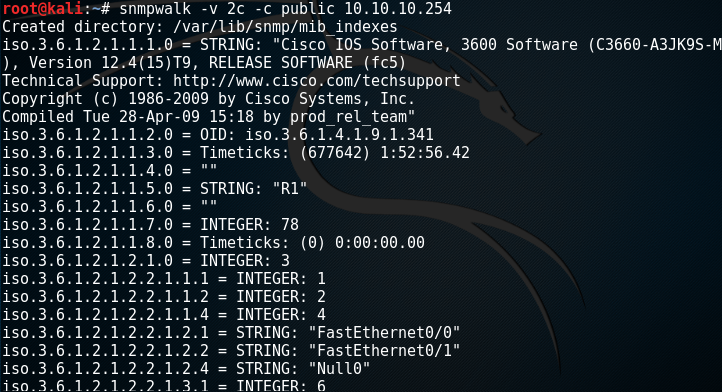 root@kali:~# snmpwalk -v 2c -c public 10.10.10.254
Created directory: /var/lib/snmp/mib_indexes
iso.3.6.1.2.1.1.1.0 = STRING: "Cisco IOS Software, 3600 Software (C3660-A3JK9S-M
), Version 12.4(15)T9, RELEASE SOFTWARE (fc5)
Technical Support: http://www.cisco.com/techsupport
Copyright (c) 1986-2009 by Cisco Systems, Inc.
Compiled Tue 28-Apr-09 15:18 by prod_rel_team"
iso.3.6.1.2.1.1.2.0 = OID: iso.3.6.1.4.1.9.1.341
iso.3.6.1.2.1.1.3.0 = Timeticks: (677642) 1:52:56.42
iso.3.6.1.2.1.1.4.0 = ""
iso.3.6.1.2.1.1.5.0 = STRING: "R1"
iso.3.6.1.2.1.1.6.0 = ""
iso.3.6.1.2.1.1.7.0 = INTEGER: 78
iso.3.6.1.2.1.1.8.0 = Timeticks: (0) 0:00:00.00
iso.3.6.1.2.1.2.1.0 = INTEGER: 3
iso.3.6.1.2.1.2.2.1.1.1 = INTEGER: 1
iso.3.6.1.2.1.2.2.1.1.2 = INTEGER: 2
iso.3.6.1.2.1.2.2.1.1.4 = INTEGER: 4
iso.3.6.1.2.1.2.2.1.2.1 = STRING: "FastEthernet0/0"
iso.3.6.1.2.1.2.2.1.2.2 = STRING: "FastEthernet0/1"
iso.3.6.1.2.1.2.2.1.2.4 = STRING: "Null0"
iso.3.6.1.2.1.2.2.1.3.1 = INTEGER: 6